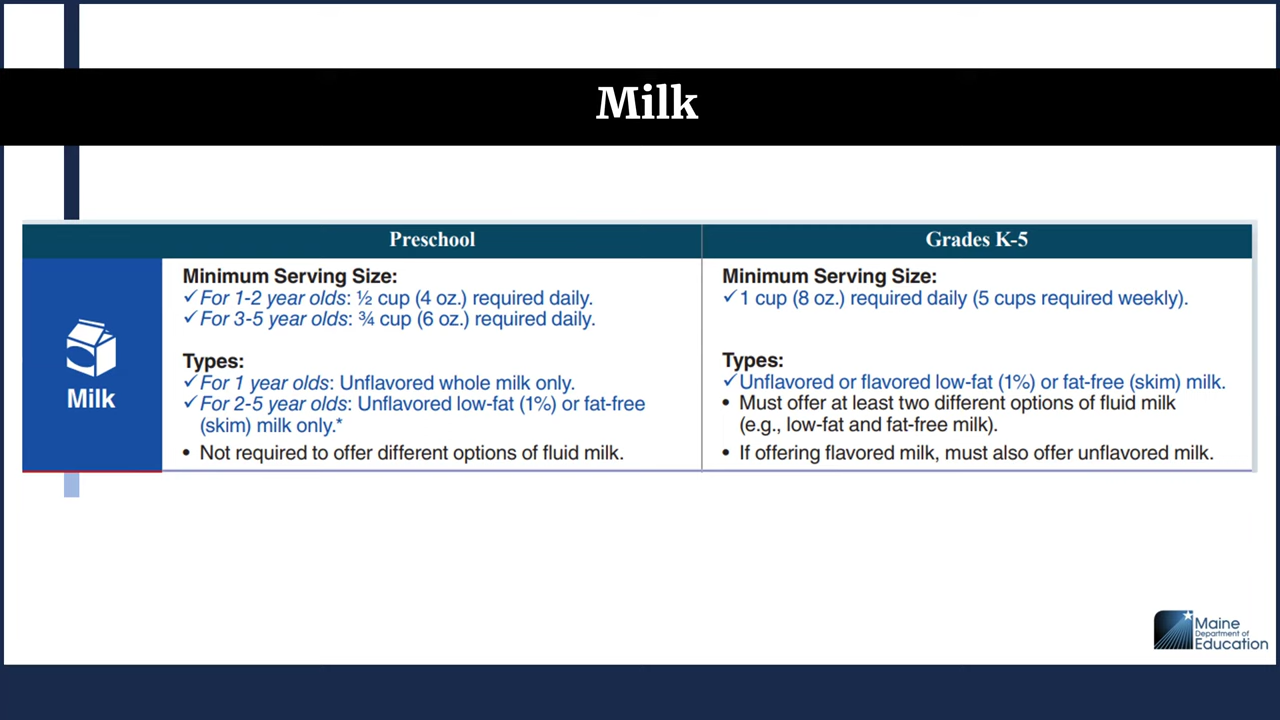 Milk
Preschool
Grades K-5
Milk
Minimum Serving Size:
✓For 1-2 year olds: ½ cup (4 oz.) required daily.
✓For 3-5 year olds: ¾ cup (6 oz.) required daily.
Types:
✓For 1 year olds: Unflavored whole milk only.
✓For 2-5 year olds: Unflavored low-fat (1%) or fat-free
(skim) milk only.*
• Not required to offer different options of fluid milk.
Minimum Serving Size:
✓1 cup (8 oz.) required daily (5 cups required weekly).
Types:
✓Unflavored or flavored low-fat (1%) or fat-free (skim) milk.
• Must offer at least two different options of fluid milk
(e.g., low-fat and fat-free milk).
• If offering flavored milk, must also offer unflavored milk.
Maine
Department of
Education